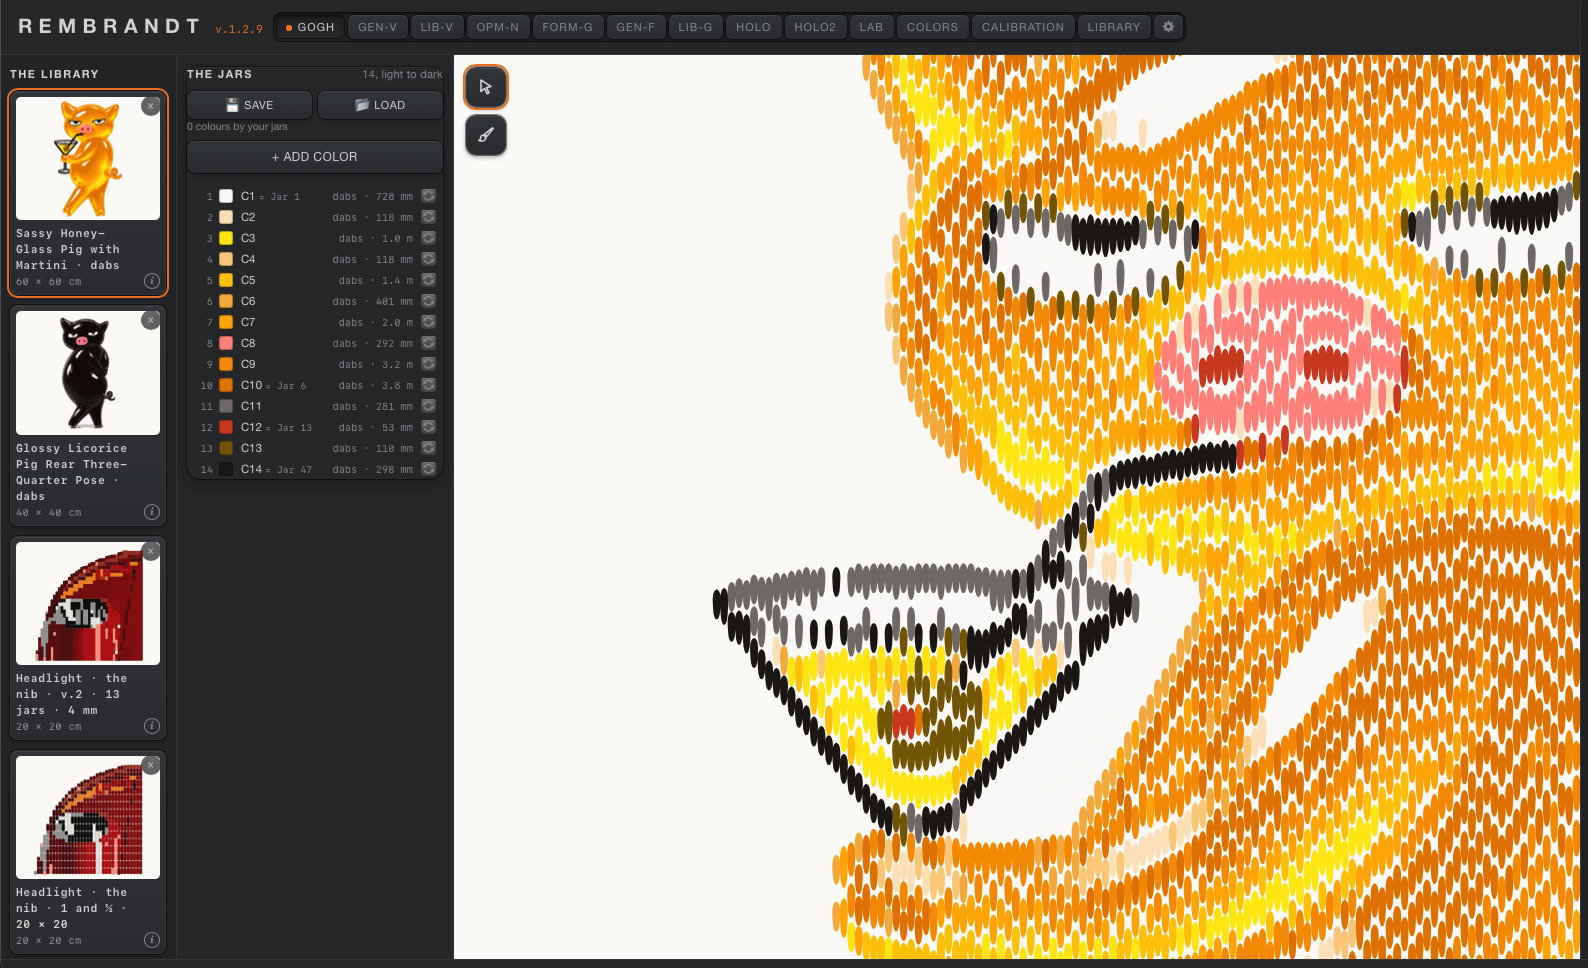 REMBRANDT v.1.2.9
GOGH
GEN-V
LIB-V
OPM-N
FORM-G
GEN-F
LIB-G
HOLO
HOLO2
LAB
COLORS
CALIBRATION
LIBRARY
THE LIBRARY
Sassy Honey-
Glass Pig with
Martini · dabs
60 × 60 cm
Glossy Licorice
Pig Rear Three-
Quarter Pose ·
dabs
40 × 40 cm
Headlight · the
nib · v.2 · 13
jars · 4 mm
20 × 20 cm
Headlight · the
nib · 1 and ½ ·
20 × 20
20 × 20 cm
THE JARS 14, light to dark
SAVE
LOAD
0 colours by your jars
+ ADD COLOR
1 C1 = Jar 1 dabs · 728 mm
2 C2 dabs · 118 mm
3 C3 dabs · 1.0 m
4 C4 dabs · 118 mm
5 C5 dabs · 1.4 m
6 C6 dabs · 401 mm
7 C7 dabs · 2.0 m
8 C8 dabs · 292 mm
9 C9 dabs · 3.2 m
10 C10 = Jar 6 dabs · 3.8 m
11 C11 dabs · 281 mm
12 C12 = Jar 13 dabs · 53 mm
13 C13 dabs · 110 mm
14 C14 = Jar 47 dabs · 298 mm